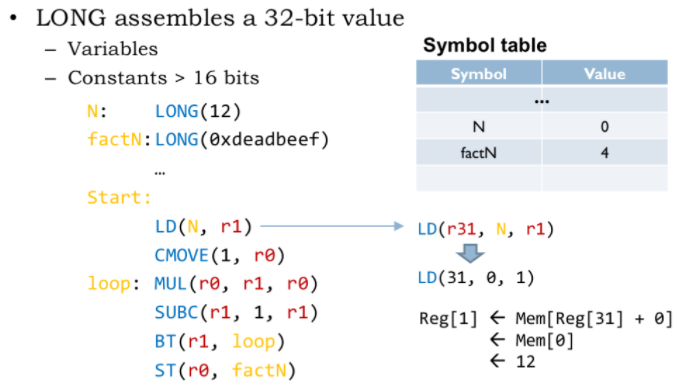 • LONG assembles a 32-bit value
– Variables
– Constants > 16 bits
N: LONG(12)
factN: LONG(0xdeadbeef)
…
Start:
LD(N, r1)
CMOVE(1, r0)
loop: MUL(r0, r1, r0)
SUBC(r1, 1, r1)
BT(r1, loop)
ST(r0, factN)
Symbol table
Symbol Value
...
N 0
factN 4
LD(r31, N, r1)
LD(31, 0, 1)
Reg[1] ← Mem[Reg[31] + 0]
← Mem[0]
← 12